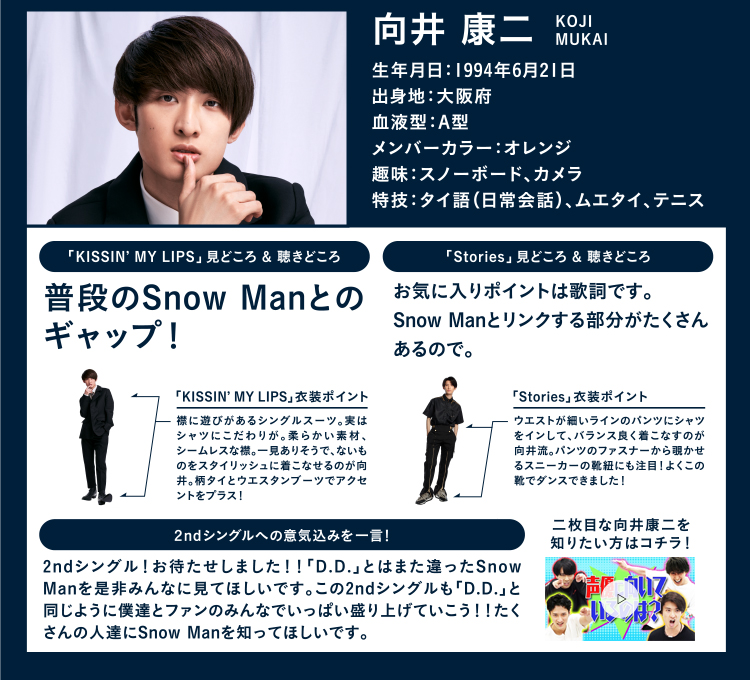 向井 康二
KOJI
MUKAI
生年月日：1994年6月21日
出身地：大阪府
血液型：A型
メンバーカラー：オレンジ
趣味：スノーボード、カメラ
特技：タイ語（日常会話）、ムエタイ、テニス
「KISSIN’ MY LIPS」見どころ & 聴きどころ
普段のSnow Manとの
ギャップ！
「KISSIN’ MY LIPS」衣装ポイント
襟に遊びがあるシングルスーツ。実は
シャツにこだわりが。柔らかい素材、
シームレスな襟。一見ありそうで、ないも
のをスタイリッシュに着こなせるのが向
井。柄タイとウエスタンブーツでアクセ
ントをプラス！
「Stories」見どころ & 聴きどころ
お気に入りポイントは歌詞です。
Snow Manとリンクする部分がたくさん
あるので。
「Stories」衣装ポイント
ウエストが細いラインのパンツにシャツ
をインして、バランス良く着こなすのが
向井流。パンツのファスナーから覗かせ
るスニーカーの靴紐にも注目！よくこの
靴でダンスできました！
2ndシングルへの意気込みを一言！
2ndシングル！お待たせしました！！「D.D.」とはまた違ったSnow
Manを是非みんなに見てほしいです。この2ndシングルも「D.D.」と
同じように僕達とファンのみんなでいっぱい盛り上げていこう！！たく
さんの人達にSnow Manを知ってほしいです。
二枚目な向井康二を
知りたい方はコチラ！